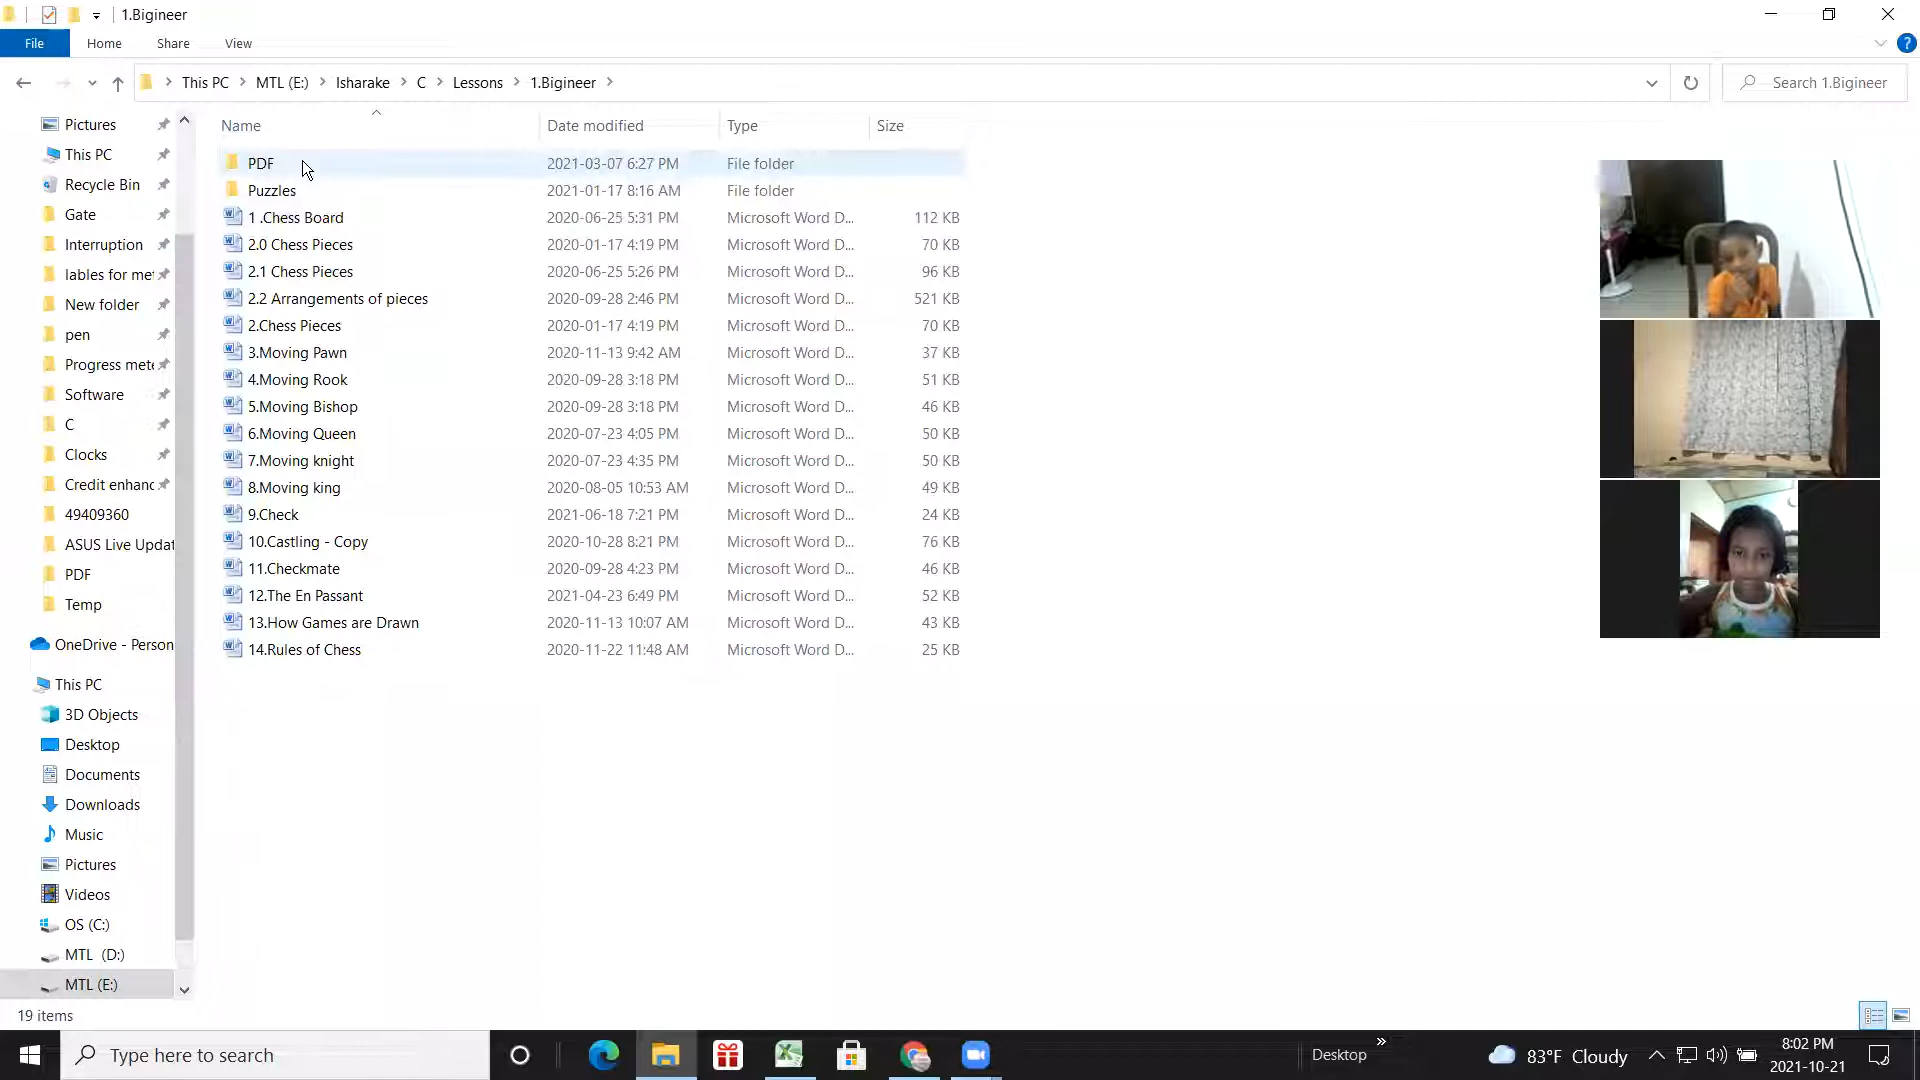 1.Bigineer
File Home Share View
This PC MTL (E:) Isharake C Lessons 1.Bigineer
Search 1.Bigineer
Name Date modified Type Size
PDF 2021-03-07 6:27 PM File folder
Puzzles 2021-01-17 8:16 AM File folder
1 .Chess Board 2020-06-25 5:31 PM Microsoft Word D... 112 KB
2.0 Chess Pieces 2020-01-17 4:19 PM Microsoft Word D... 70 KB
2.1 Chess Pieces 2020-06-25 5:26 PM Microsoft Word D... 96 KB
2.2 Arrangements of pieces 2020-09-28 2:46 PM Microsoft Word D... 521 KB
2.Chess Pieces 2020-01-17 4:19 PM Microsoft Word D... 70 KB
3.Moving Pawn 2020-11-13 9:42 AM Microsoft Word D... 37 KB
4.Moving Rook 2020-09-28 3:18 PM Microsoft Word D... 51 KB
5.Moving Bishop 2020-09-28 3:18 PM Microsoft Word D... 46 KB
6.Moving Queen 2020-07-23 4:05 PM Microsoft Word D... 50 KB
7.Moving knight 2020-07-23 4:35 PM Microsoft Word D... 50 KB
8.Moving king 2020-08-05 10:53 AM Microsoft Word D... 49 KB
9.Check 2021-06-18 7:21 PM Microsoft Word D... 24 KB
10.Castling - Copy 2020-10-28 8:21 PM Microsoft Word D... 76 KB
11.Checkmate 2020-09-28 4:23 PM Microsoft Word D... 46 KB
12.The En Passant 2021-04-23 6:49 PM Microsoft Word D... 52 KB
13.How Games are Drawn 2020-11-13 10:07 AM Microsoft Word D... 43 KB
14.Rules of Chess 2020-11-22 11:48 AM Microsoft Word D... 25 KB
Pictures
This PC
Recycle Bin
Gate
Interruption
lables for met
New folder
pen
Progress mete
Software
C
Clocks
Credit enhanc
49409360
ASUS Live Updat
PDF
Temp
OneDrive - Person
This PC
3D Objects
Desktop
Documents
Downloads
Music
Pictures
Videos
OS (C:)
MTL (D:)
MTL (E:)
19 items
Type here to search
Desktop
83°F Cloudy
8:02 PM
2021-10-21